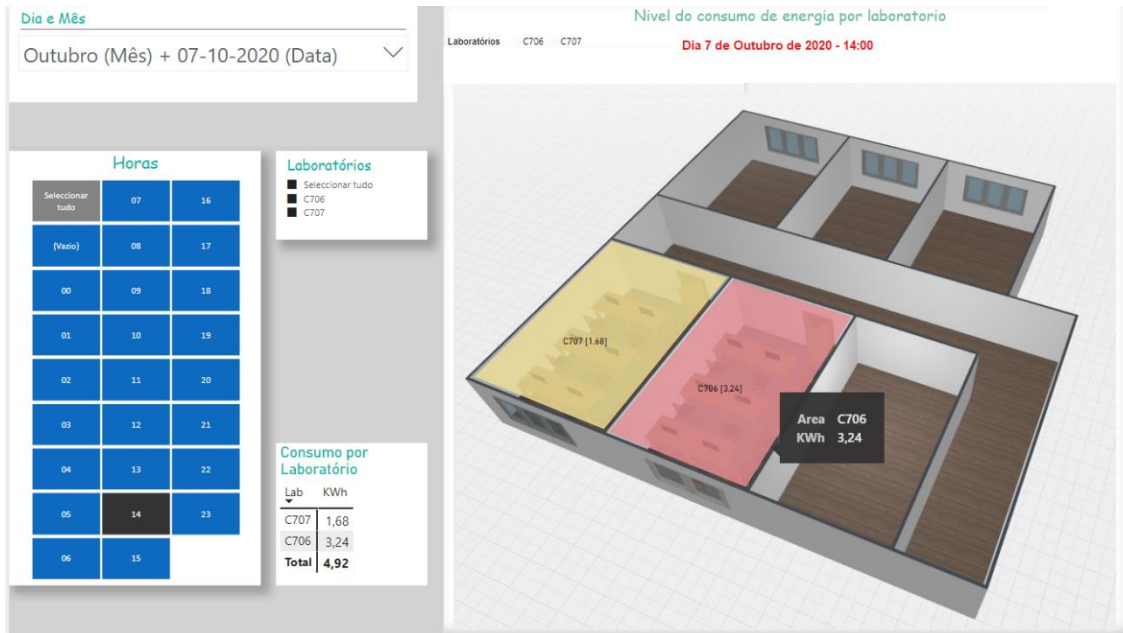 Dia e Mês
Outubro (Mês) + 07-10-2020 (Data)
Nivel do consumo de energia por laboratorio
Laboratórios C706 C707
Dia 7 de Outubro de 2020 - 14:00
Horas
Seleccionar tudo 07 16
(Vazio) 08 17
00 09 18
01 10 19
02 11 20
03 12 21
04 13 22
05 14 23
06 15
Laboratórios
Seleccionar tudo
C706
C707
Consumo por
Laboratório
Lab KWh
C707 1,68
C706 3,24
Total 4,92
C707 [1.68]
C706 [3,24]
Area C706
KWh 3,24